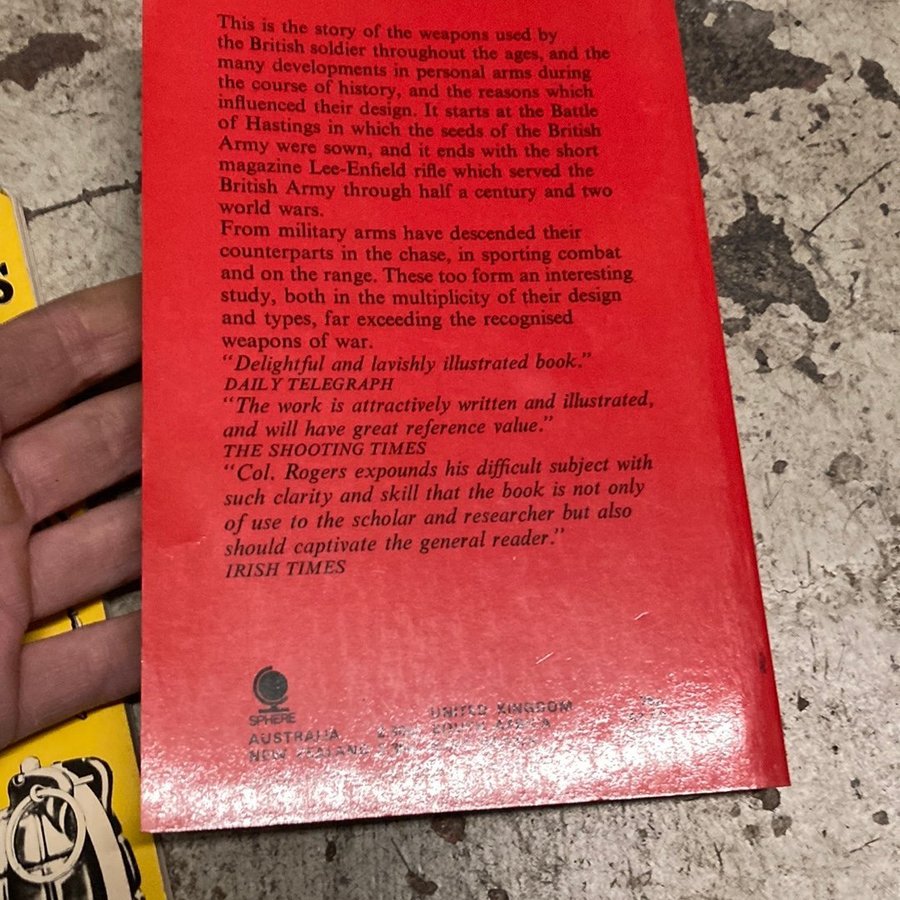 This is the story of the weapons used by
the British soldier throughout the ages, and the
many developments in personal arms during
the course of history, and the reasons which
influenced their design. It starts at the Battle
of Hastings in which the seeds of the British
Army were sown, and it ends with the short
magazine Lee-Enfield rifle which served the
British Army through half a century and two
world wars.
From military arms have descended their
counterparts in the chase, in sporting combat
and on the range. These too form an interesting
study, both in the multiplicity of their design
and types, far exceeding the recognised
weapons of war.
"Delightful and lavishly illustrated book."
DAILY TELEGRAPH
"The work is attractively written and illustrated,
and will have great reference value."
THE SHOOTING TIMES
"Col. Rogers expounds his difficult subject with
such clarity and skill that the book is not only
of use to the scholar and researcher but also
should captivate the general reader."
IRISH TIMES
SPHERE
UNITED KINGDOM
AUSTRALIA
SOUTH AFRICA
NEW ZEALAND
S